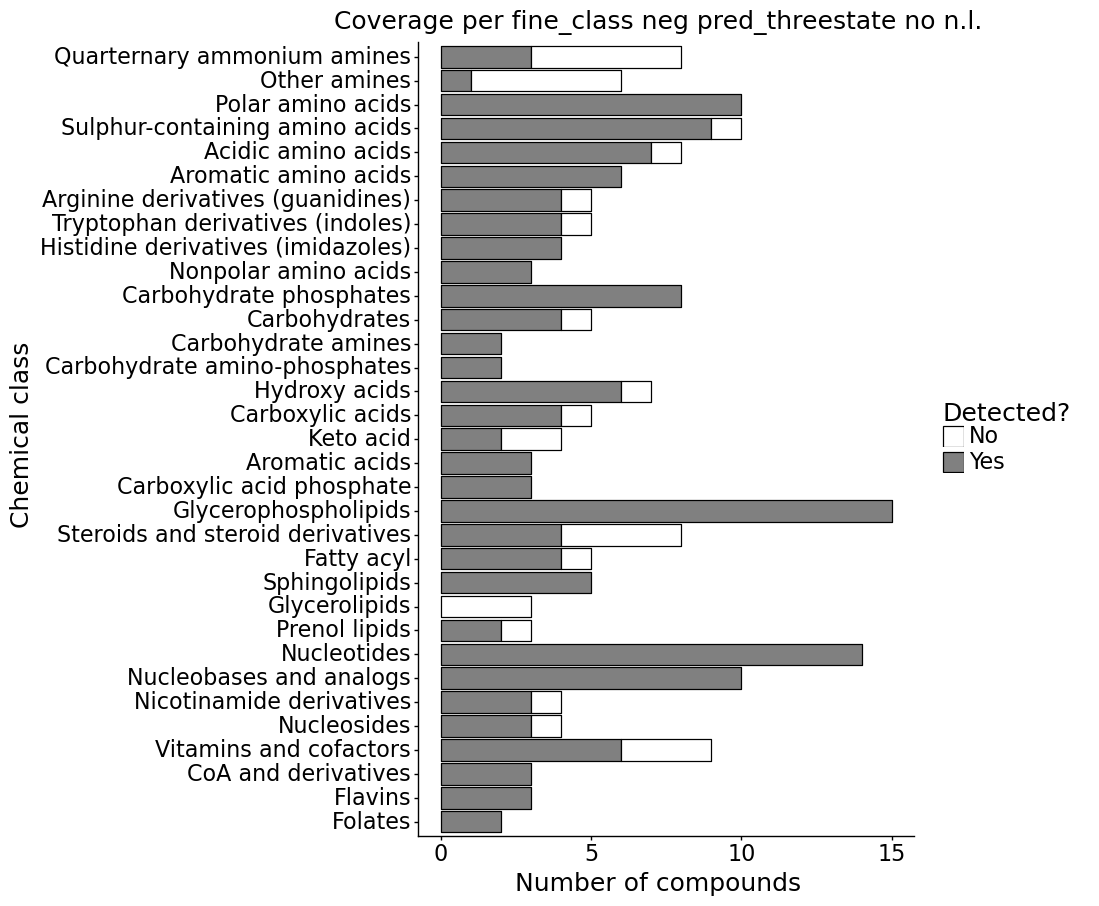 Coverage per fine_class neg pred_threestate no n.l.
Quarternary ammonium amines
Other amines
Polar amino acids
Sulphur-containing amino acids
Acidic amino acids
Aromatic amino acids
Arginine derivatives (guanidines)
Tryptophan derivatives (indoles)
Histidine derivatives (imidazoles)
Nonpolar amino acids
Carbohydrate phosphates
Carbohydrates
Carbohydrate amines
Carbohydrate amino-phosphates
Hydroxy acids
Carboxylic acids
Keto acid
Aromatic acids
Carboxylic acid phosphate
Glycerophospholipids
Steroids and steroid derivatives
Fatty acyl
Sphingolipids
Glycerolipids
Prenol lipids
Nucleotides
Nucleobases and analogs
Nicotinamide derivatives
Nucleosides
Vitamins and cofactors
CoA and derivatives
Flavins
Folates
Chemical class
0 5 10 15
Number of compounds
Detected?
No
Yes